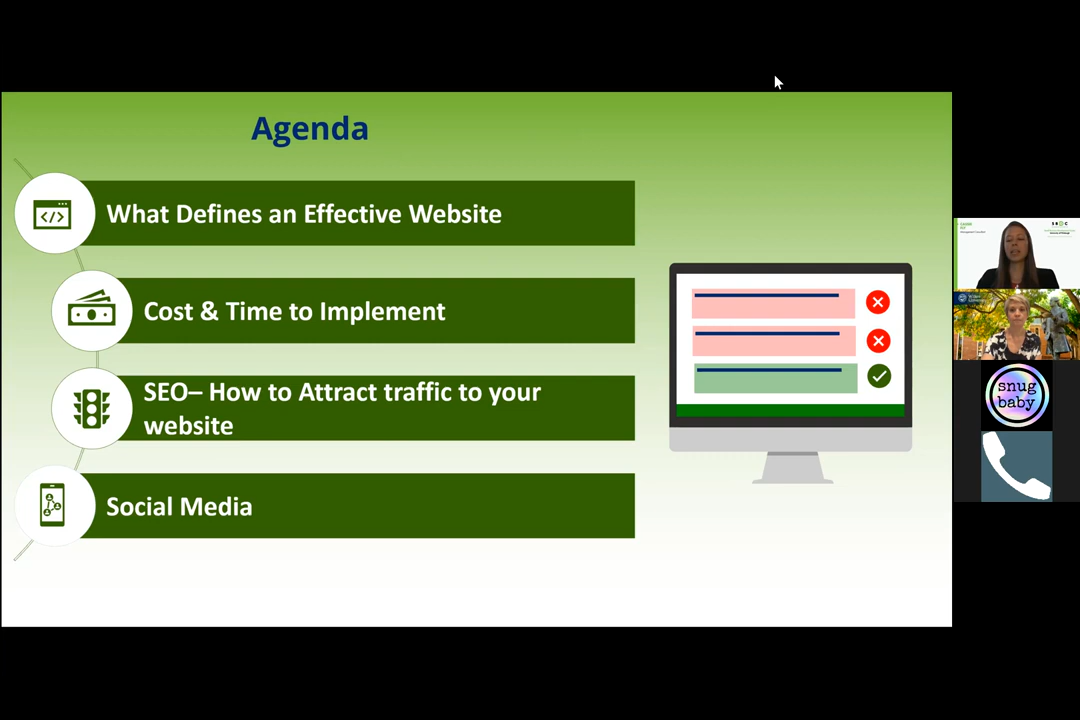 Agenda
What Defines an Effective Website
Cost & Time to Implement
SEO– How to Attract traffic to your
website
Social Media
snug
baby